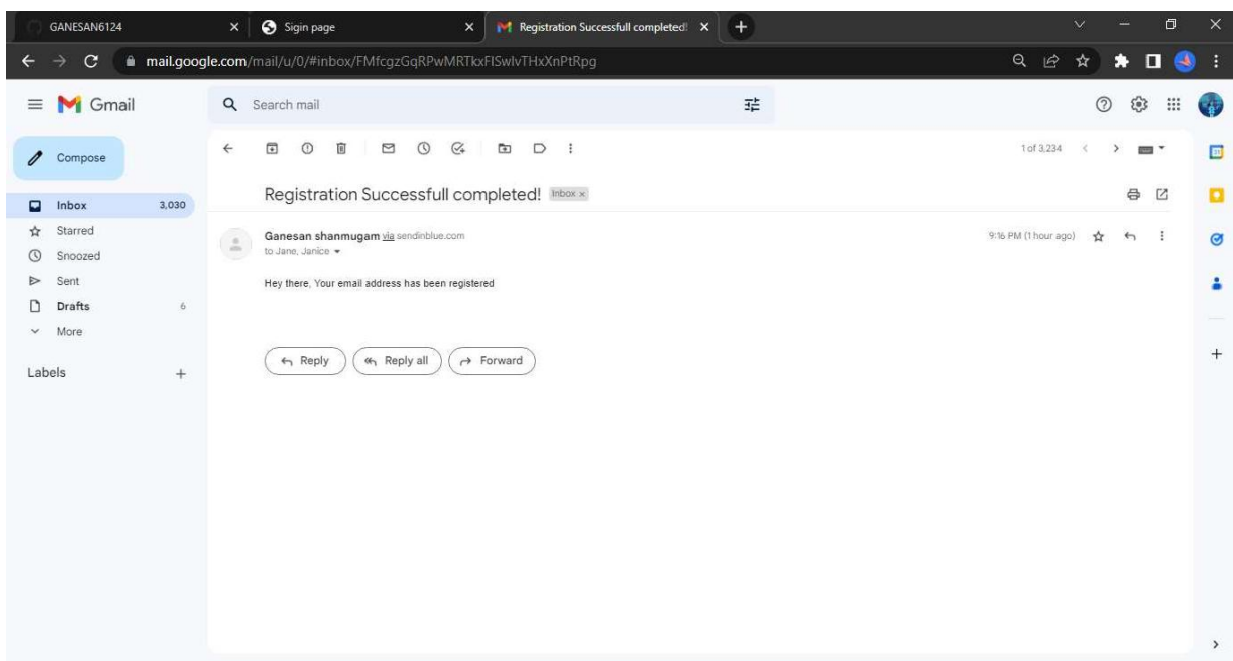 GANESAN6124
Sigin page
Registration Successfull completed!
mail.google.com/mail/u/0/#inbox/FMfcgzGqRPwMRTkxFlSwlvTHxXnPtRpg
Gmail
Search mail
Compose
1 of 3,234
Registration Successfull completed! Inbox x
Inbox 3,030
Starred
Ganesan shanmugam via sendinblue.com
9:16 PM (1 hour ago)
to Jane, Janice
Snoozed
Sent
Hey there, Your email address has been registered
Drafts 6
More
Reply Reply all Forward
Labels
31